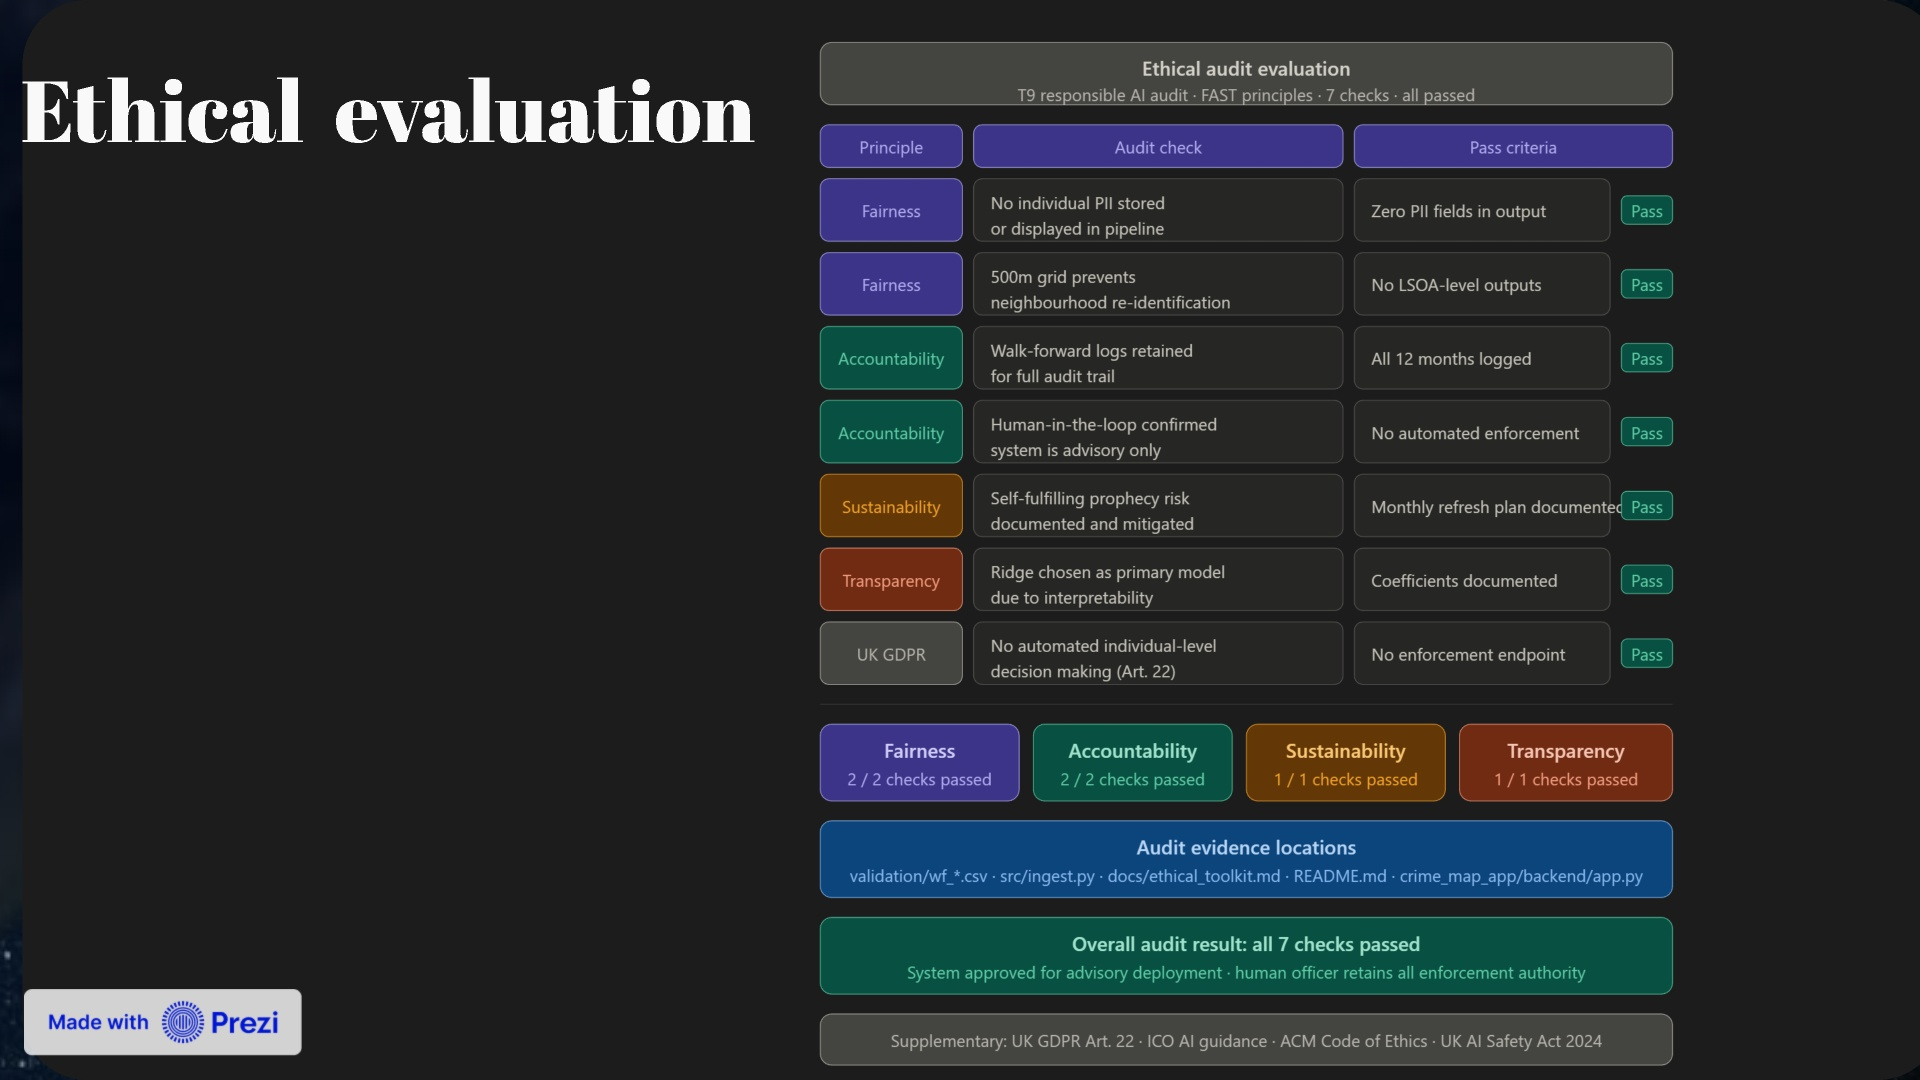 Ethical evaluation
Ethical audit evaluation
T9 responsible AI audit · FAST principles · 7 checks · all passed
Principle
Audit check
Pass criteria
Fairness
No individual PII stored
or displayed in pipeline
Zero PII fields in output
Pass
Fairness
500m grid prevents
neighbourhood re-identification
No LSOA-level outputs
Pass
Accountability
Walk-forward logs retained
for full audit trail
All 12 months logged
Pass
Accountability
Human-in-the-loop confirmed
system is advisory only
No automated enforcement
Pass
Sustainability
Self-fulfilling prophecy risk
documented and mitigated
Monthly refresh plan documented
Pass
Transparency
Ridge chosen as primary model
due to interpretability
Coefficients documented
Pass
UK GDPR
No automated individual-level
decision making (Art. 22)
No enforcement endpoint
Pass
Fairness
2 / 2 checks passed
Accountability
2 / 2 checks passed
Sustainability
1 / 1 checks passed
Transparency
1 / 1 checks passed
Audit evidence locations
validation/wf_*.csv · src/ingest.py · docs/ethical_toolkit.md · README.md · crime_map_app/backend/app.py
Overall audit result: all 7 checks passed
System approved for advisory deployment · human officer retains all enforcement authority
Supplementary: UK GDPR Art. 22 · ICO AI guidance · ACM Code of Ethics · UK AI Safety Act 2024
Made with Prezi